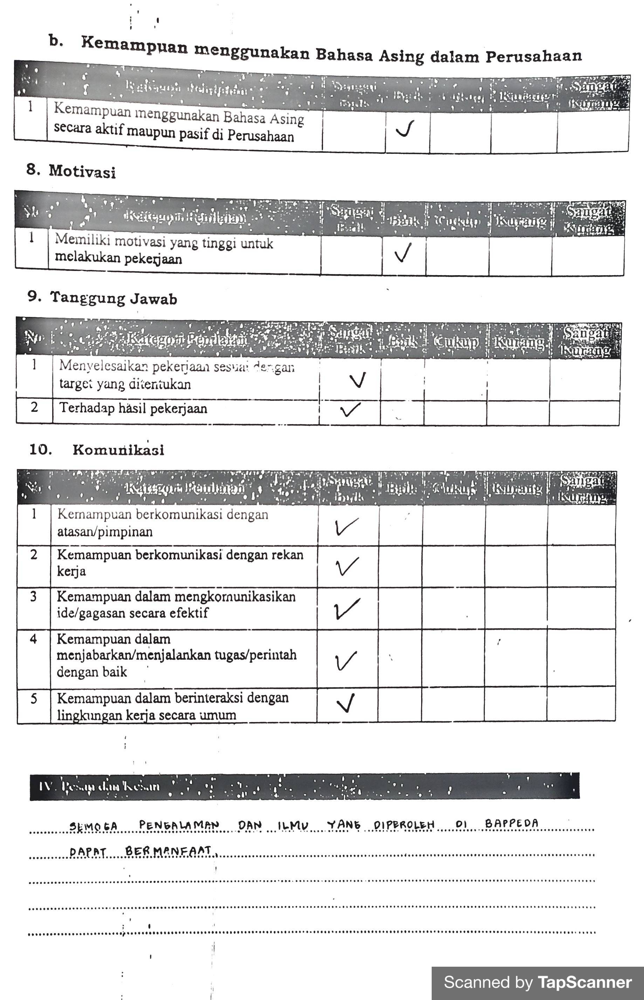 b. Kemampuan menggunakan Bahasa Asing dalam Perusahaan
Sangat Sangat
Baik Baik Kurang Kurang
1 Kemampuan menggunakan Bahasa Asing
secara aktif maupun pasif di Perusahaan ✓
8. Motivasi
No Kategori Penilaian Sangat Baik Cukup Kurang Sangat
Baik Kurang
1 Memiliki motivasi yang tinggi untuk
melakukan pekerjaan ✓
9. Tanggung Jawab
No Kategori Penilaian Sangat Baik Cukup Kurang Sangat
Baik Kurang
1 Menyelesaikan pekerjaan sesuai dengan
target yang ditentukan ✓
2 Terhadap hasil pekerjaan ✓
10. Komunikasi
No Kategori Penilaian Sangat Baik Cukup Kurang Sangat
Baik Kurang
1 Kemampuan berkomunikasi dengan
atasan/pimpinan ✓
2 Kemampuan berkomunikasi dengan rekan
kerja ✓
3 Kemampuan dalam mengkomunikasikan
ide/gagasan secara efektif ✓
4 Kemampuan dalam
menjabarkan/menjalankan tugas/perintah
dengan baik ✓
5 Kemampuan dalam berinteraksi dengan
lingkungan kerja secara umum ✓
IV. Pesan dan Kesan
SEMOGA PENGALAMAN DAN ILMU YANG DIPEROLEH DI BAPPEDA
DAPAT BERMANFAAT.
Scanned by TapScanner